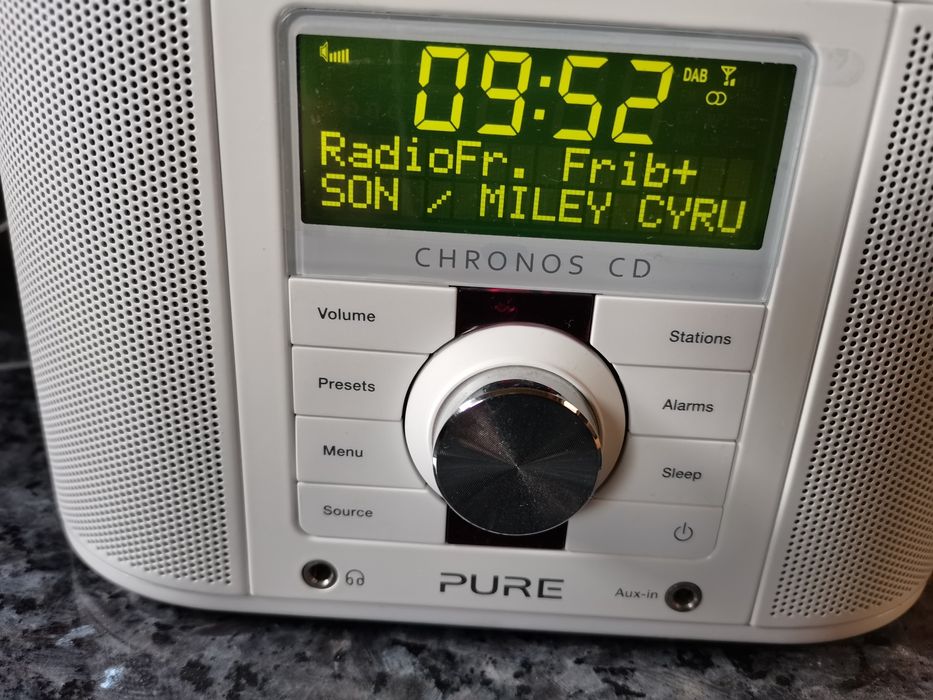 09:52 DAB
RadioFr. Frib+
SON / MILEY CYRU
CHRONOS CD
Volume
Stations
Presets
Alarms
Menu
Sleep
Source
PURE
Aux-in